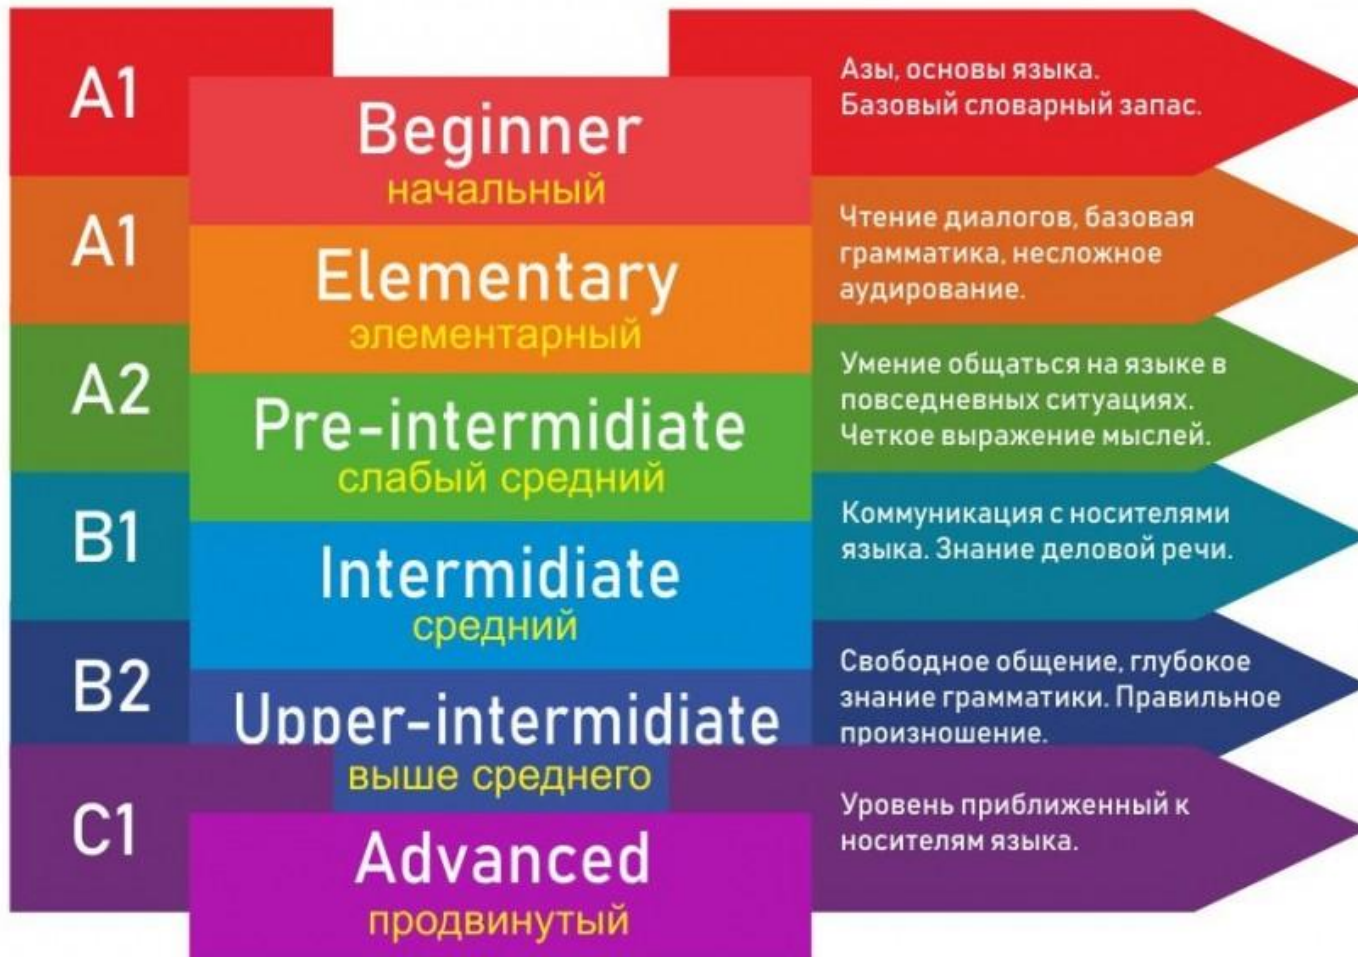 A1
Beginner
начальный
Азы, основы языка.
Базовый словарный запас.
A1
Elementary
элементарный
Чтение диалогов, базовая
грамматика, несложное
аудирование.
A2
Pre-intermidiate
слабый средний
Умение общаться на языке в
повседневных ситуациях.
Четкое выражение мыслей.
B1
Intermidiate
средний
Коммуникация с носителями
языка. Знание деловой речи.
B2
Upper-intermidiate
выше среднего
Свободное общение, глубокое
знание грамматики. Правильное
произношение.
C1
Advanced
продвинутый
Уровень приближенный к
носителям языка.